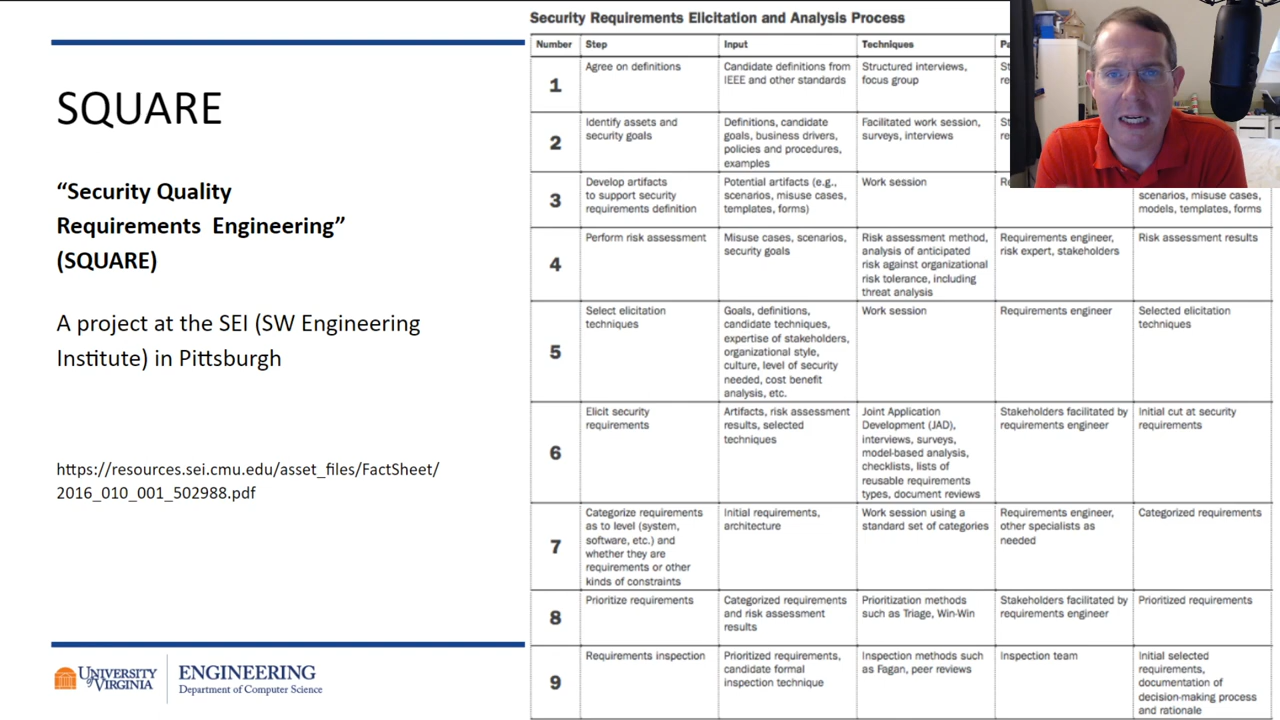 Security Requirements Elicitation and Analysis Process
SQUARE
“Security Quality
Requirements Engineering”
(SQUARE)
A project at the SEI (SW Engineering
Institute) in Pittsburgh
https://resources.sei.cmu.edu/asset_files/FactSheet/
2016_010_001_502988.pdf
UNIVERSITY
of VIRGINIA
ENGINEERING
Department of Computer Science
Number
Step
Input
Techniques
1
Agree on definitions
Candidate definitions from
IEEE and other standards
Structured interviews,
focus group
2
Identify assets and
security goals
Definitions, candidate
goals, business drivers,
policies and procedures,
examples
Facilitated work session,
surveys, interviews
3
Develop artifacts
to support security
requirements definition
Potential artifacts (e.g.,
scenarios, misuse cases,
templates, forms)
Work session
scenarios, misuse cases,
models, templates, forms
4
Perform risk assessment
Misuse cases, scenarios,
security goals
Risk assessment method,
analysis of anticipated
risk against organizational
risk tolerance, including
threat analysis
Requirements engineer,
risk expert, stakeholders
Risk assessment results
5
Select elicitation
techniques
Goals, definitions,
candidate techniques,
expertise of stakeholders,
organizational style,
culture, level of security
needed, cost benefit
analysis, etc.
Work session
Requirements engineer
Selected elicitation
techniques
6
Elicit security
requirements
Artifacts, risk assessment
results, selected
techniques
Joint Application
Development (JAD),
interviews, surveys,
model-based analysis,
checklists, lists of
reusable requirements
types, document reviews
Stakeholders facilitated by
requirements engineer
Initial cut at security
requirements
7
Categorize requirements
as to level (system,
software, etc.) and
whether they are
requirements or other
kinds of constraints
Initial requirements,
architecture
Work session using a
standard set of categories
Requirements engineer,
other specialists as
needed
Categorized requirements
8
Prioritize requirements
Categorized requirements
and risk assessment
results
Prioritization methods
such as Triage, Win-Win
Stakeholders facilitated by
requirements engineer
Prioritized requirements
9
Requirements inspection
Prioritized requirements,
candidate formal
inspection technique
Inspection methods such
as Fagan, peer reviews
Inspection team
Initial selected
requirements,
documentation of
decision-making process
and rationale